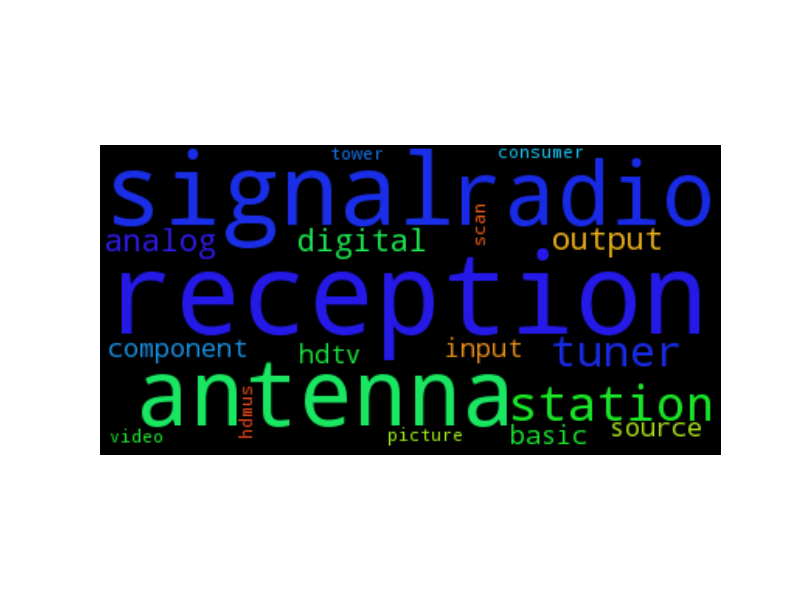 tower consumer
signal radio
scan
analog digital output
reception
component hdtv input tuner
antenna station
hdmus
video picture basic source